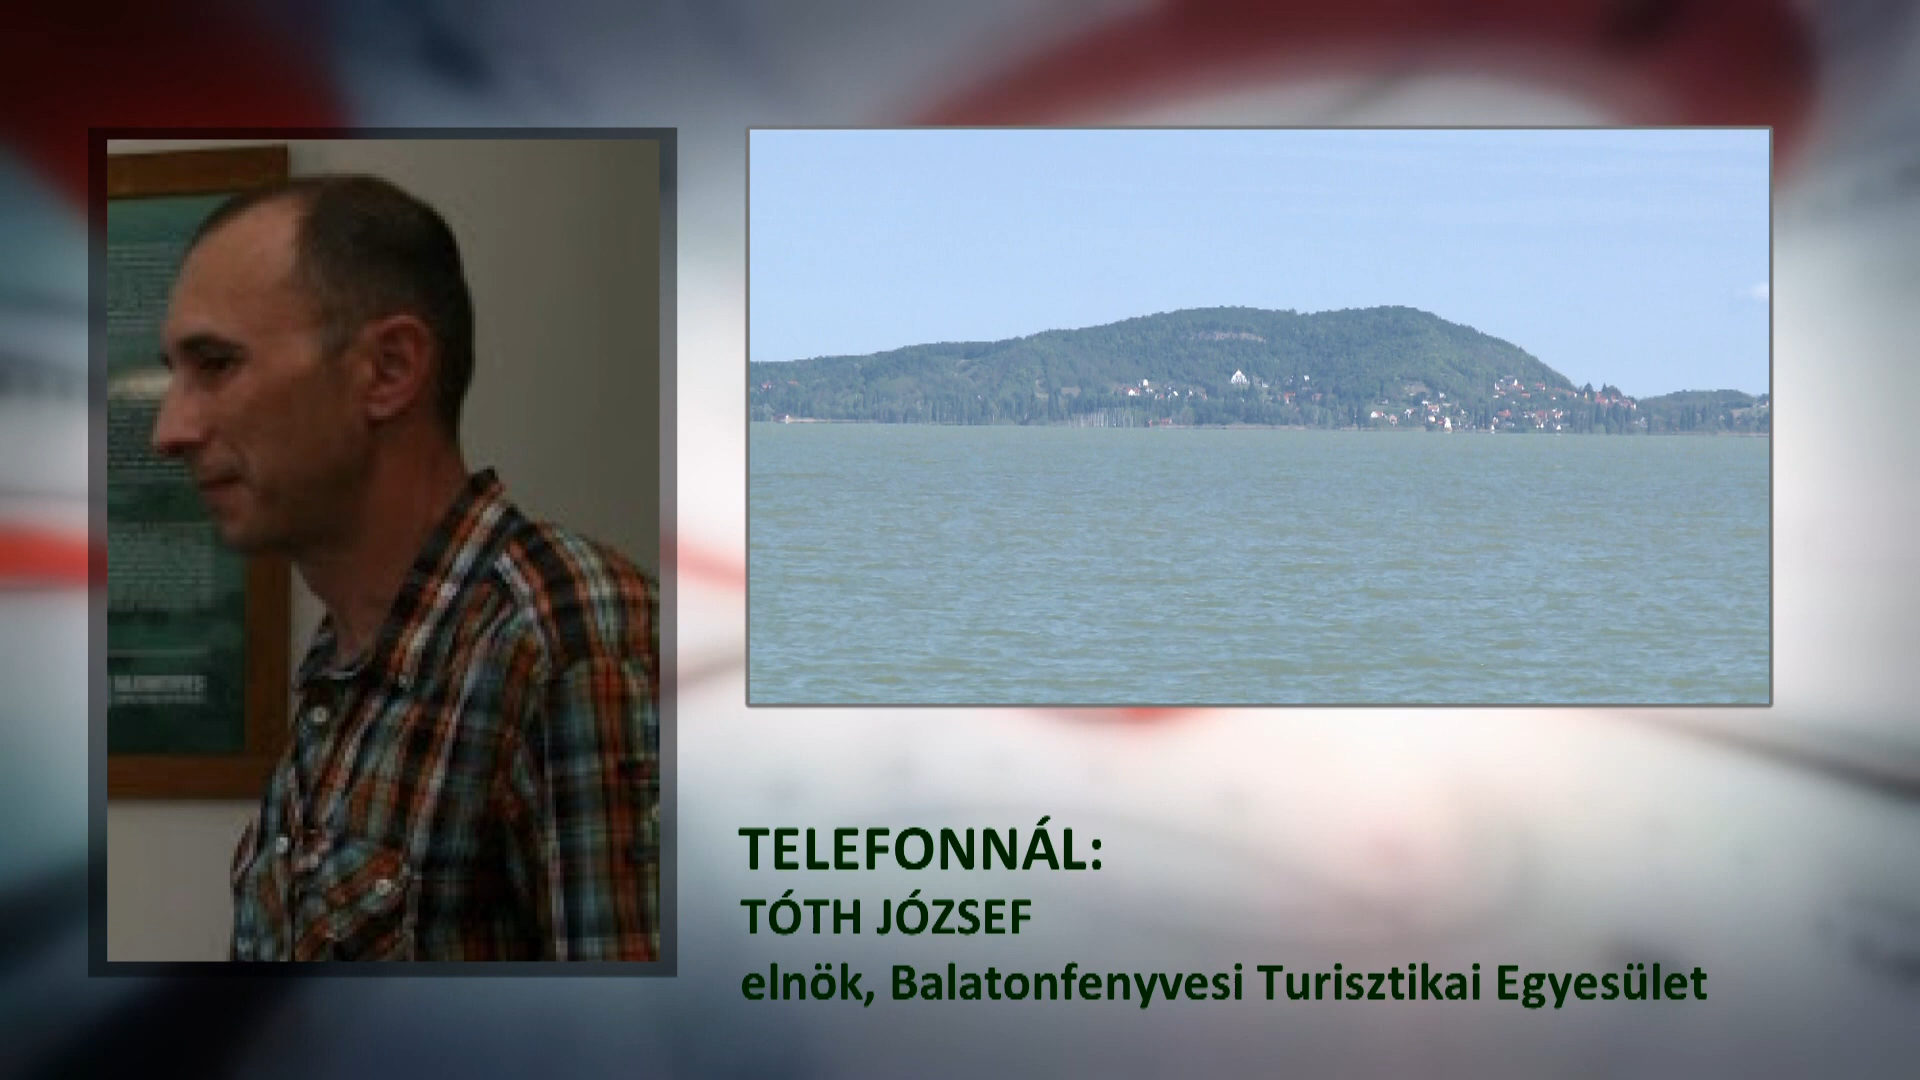 TELEFONNÁL:
TÓTH JÓZSEF
elnök, Balatonfenyvesi Turisztikai Egyesület